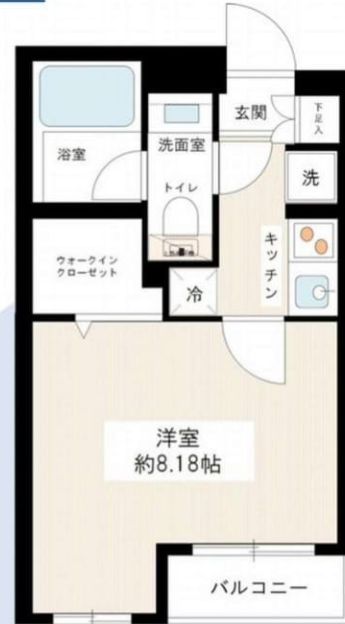 玄関
下足入
浴室
洗面室
トイレ
洗
キッチン
ウォークイン
クローゼット
冷
洋室
約8.18帖
バルコニー